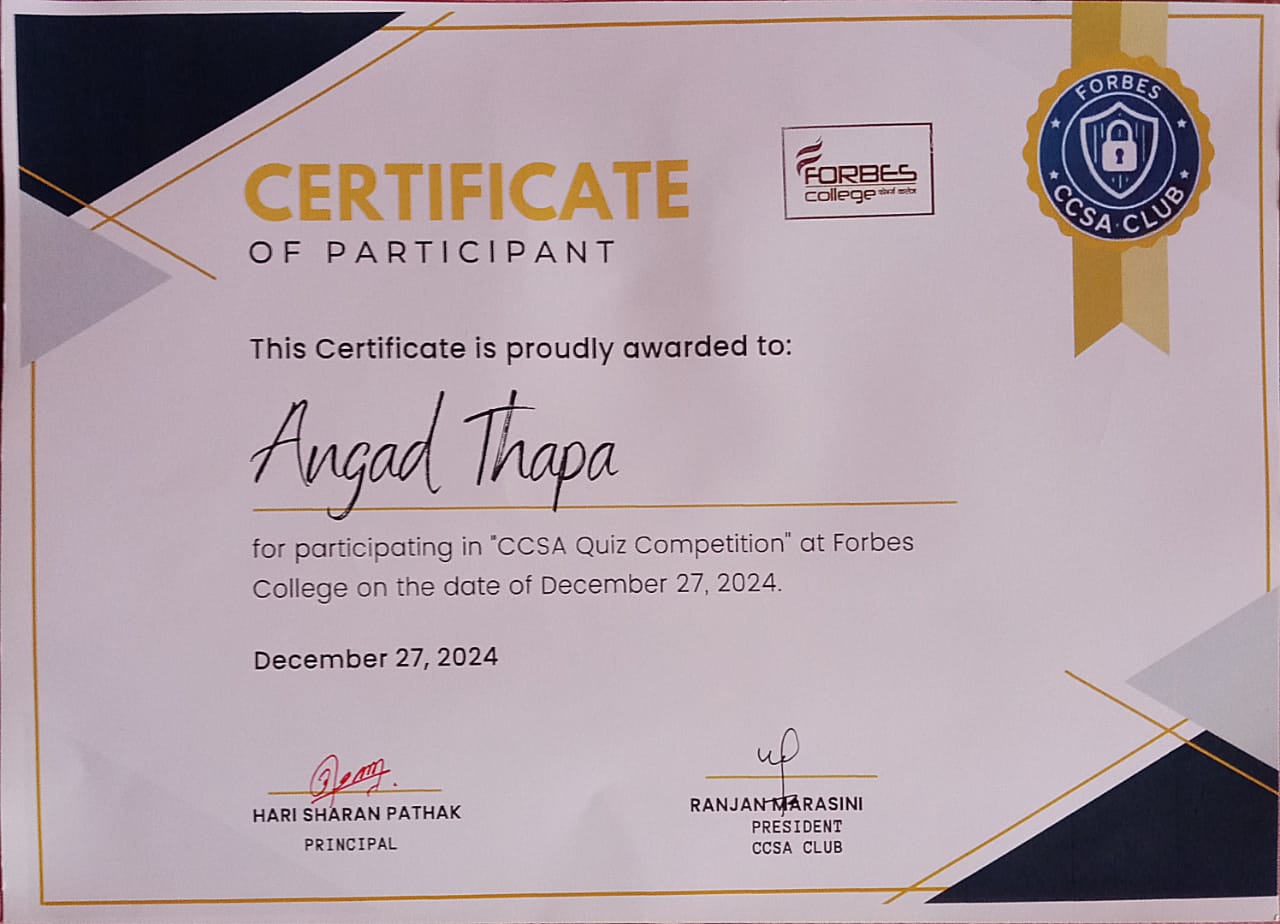 FORBES
CCSA CLUB
FORBES
college
CERTIFICATE
OF PARTICIPANT
This Certificate is proudly awarded to:
Angad Thapa
for participating in "CCSA Quiz Competition" at Forbes
College on the date of December 27, 2024.
December 27, 2024
HARI SHARAN PATHAK
PRINCIPAL
RANJAN MARASINI
PRESIDENT
CCSA CLUB